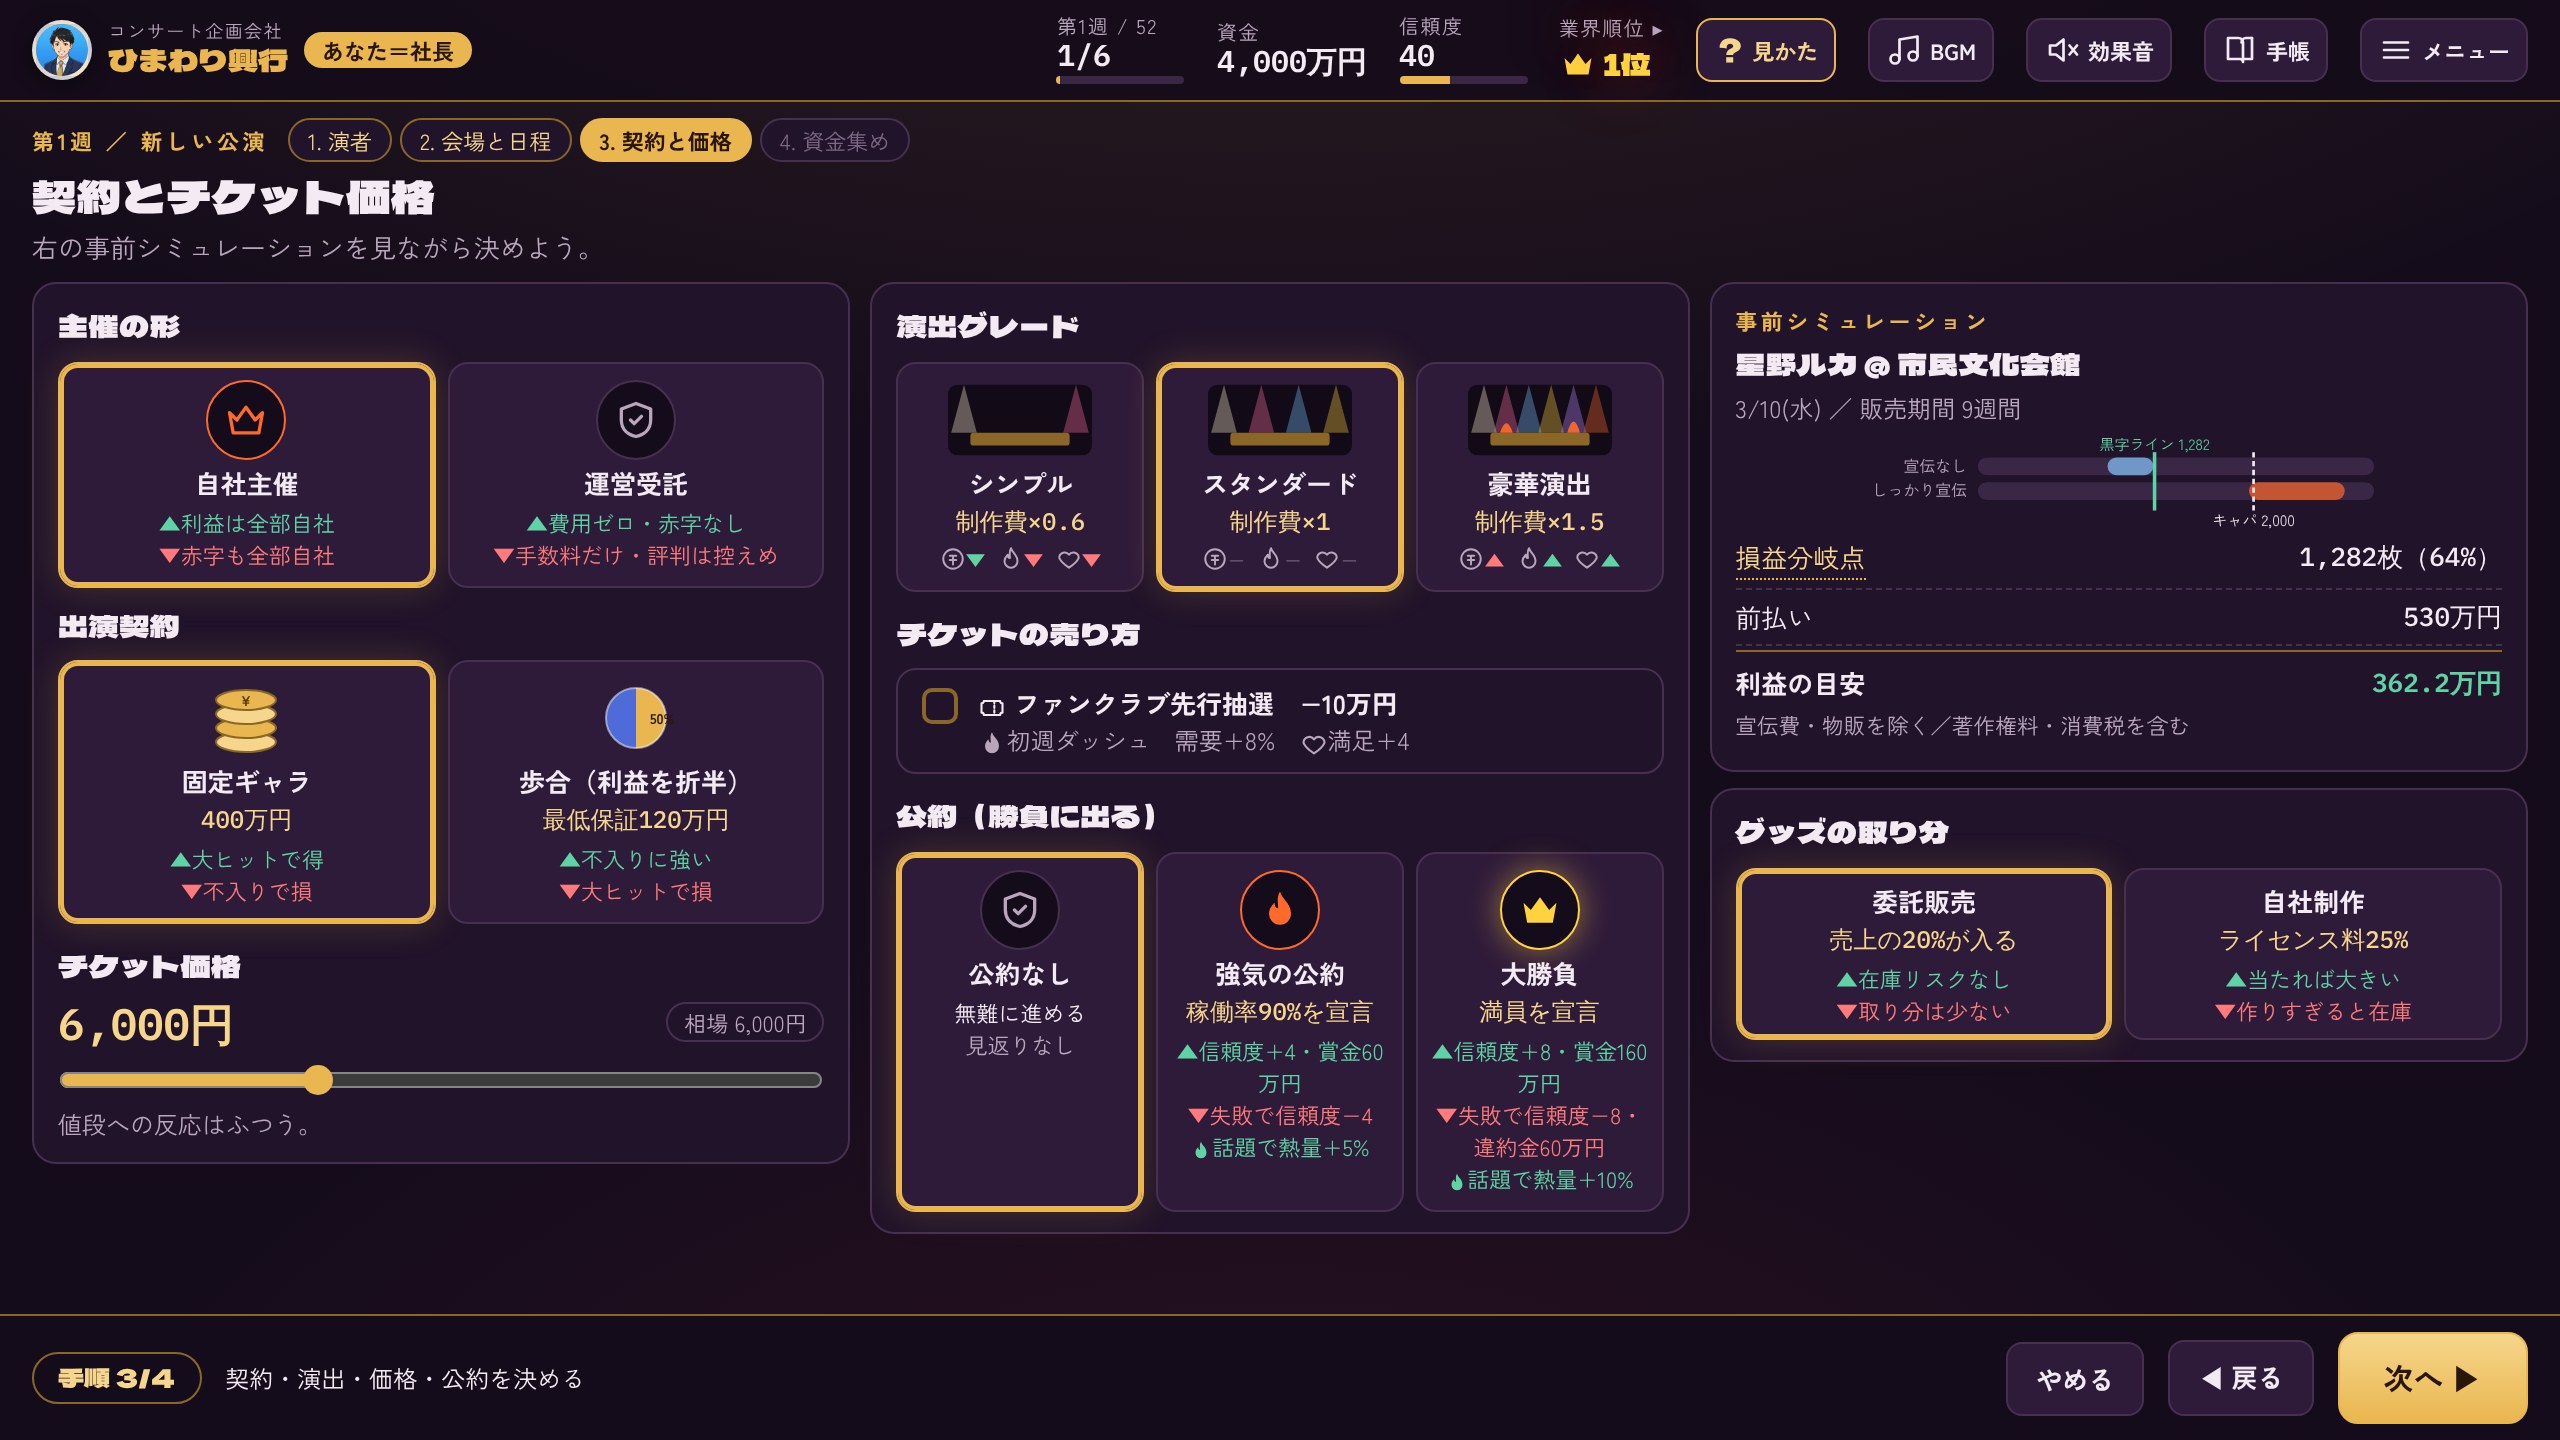 コンサート企画会社
ひまわり興行
あなた＝社長
第1週 / 52
1/6
資金
4,000万円
信頼度
40
業界順位 ▸
1位
? 見かた
BGM
効果音
手帳
メニュー
第1週 ／ 新しい公演
1. 演者
2. 会場と日程
3. 契約と価格
4. 資金集め
契約とチケット価格
右の事前シミュレーションを見ながら決めよう。
主催の形
自社主催
▲利益は全部自社
▼赤字も全部自社
運営受託
▲費用ゼロ・赤字なし
▼手数料だけ・評判は控えめ
出演契約
¥
固定ギャラ
400万円
▲大ヒットで得
▼不入りで損
50%
歩合（利益を折半）
最低保証120万円
▲不入りに強い
▼大ヒットで損
チケット価格
6,000円
相場 6,000円
値段への反応はふつう。
演出グレード
シンプル
制作費×0.6
▼ ▼ ▼
スタンダード
制作費×1
– – –
豪華演出
制作費×1.5
▲ ▲ ▲
チケットの売り方
ファンクラブ先行抽選 −10万円
初週ダッシュ 需要+8% 満足+4
公約（勝負に出る）
公約なし
無難に進める
見返りなし
強気の公約
稼働率90%を宣言
▲信頼度+4・賞金60
万円
▼失敗で信頼度−4
話題で熱量+5%
大勝負
満員を宣言
▲信頼度+8・賞金160
万円
▼失敗で信頼度−8・
違約金60万円
話題で熱量+10%
事前シミュレーション
星野ルカ @ 市民文化会館
3/10(水) ／ 販売期間 9週間
黒字ライン 1,282
宣伝なし
しっかり宣伝
キャパ 2,000
損益分岐点 1,282枚（64%）
前払い 530万円
利益の目安 362.2万円
宣伝費・物販を除く／著作権料・消費税を含む
グッズの取り分
委託販売
売上の20%が入る
▲在庫リスクなし
▼取り分は少ない
自社制作
ライセンス料25%
▲当たれば大きい
▼作りすぎると在庫
手順 3/4
契約・演出・価格・公約を決める
やめる
◀ 戻る
次へ ▶